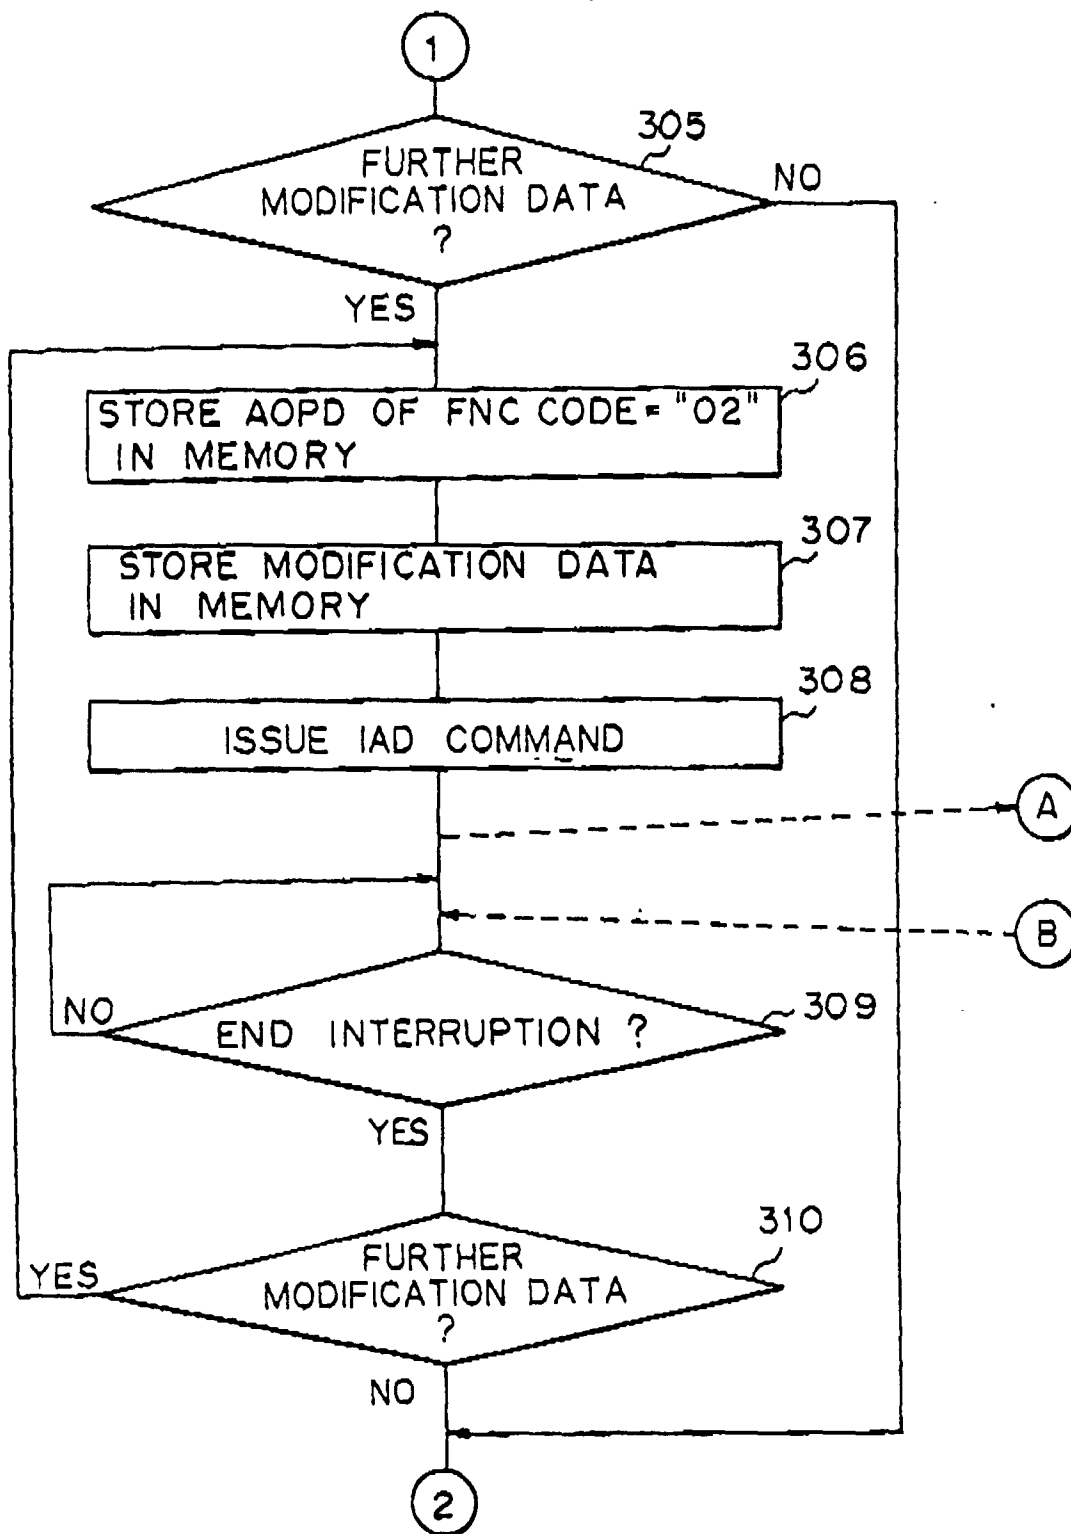 1
305
FURTHER
MODIFICATION DATA
?
NO
YES
306
STORE AOPD OF FNC CODE="02"
IN MEMORY
307
STORE MODIFICATION DATA
IN MEMORY
308
ISSUE IAD COMMAND
A
B
NO
END INTERRUPTION ?
309
YES
310
FURTHER
MODIFICATION DATA
?
YES
NO
2